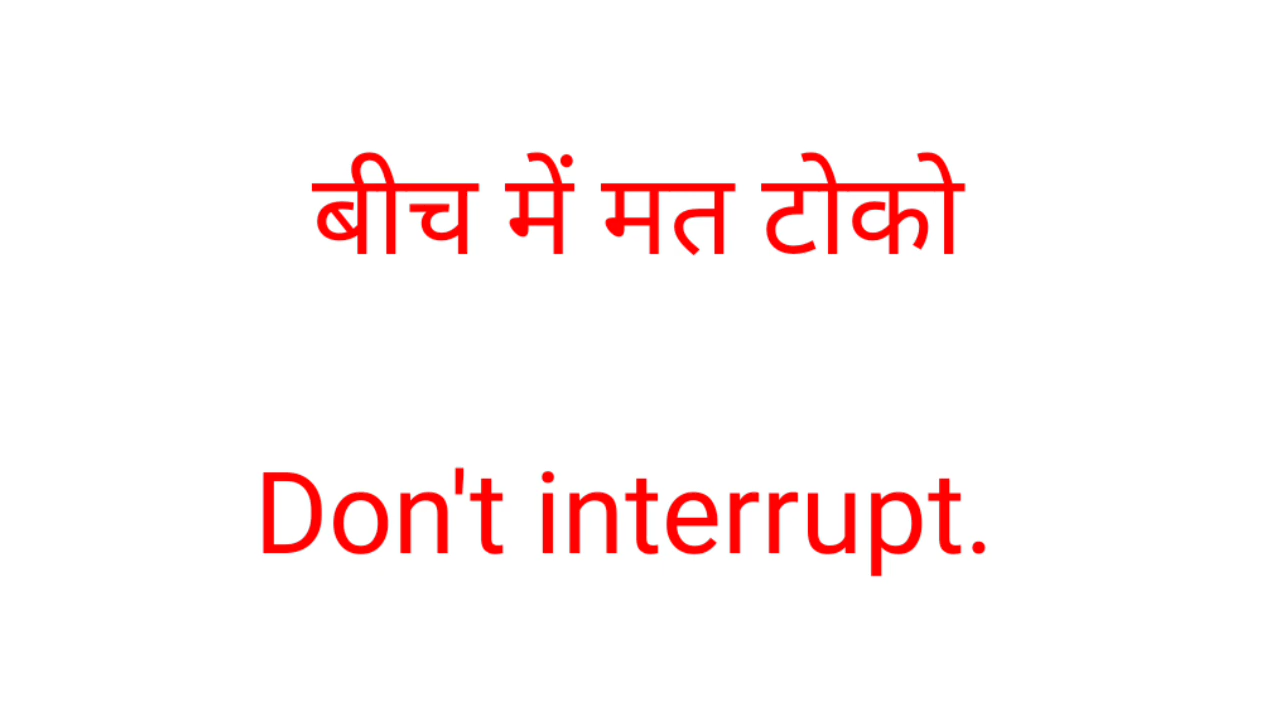 बीच में मत टोको
Don't interrupt.